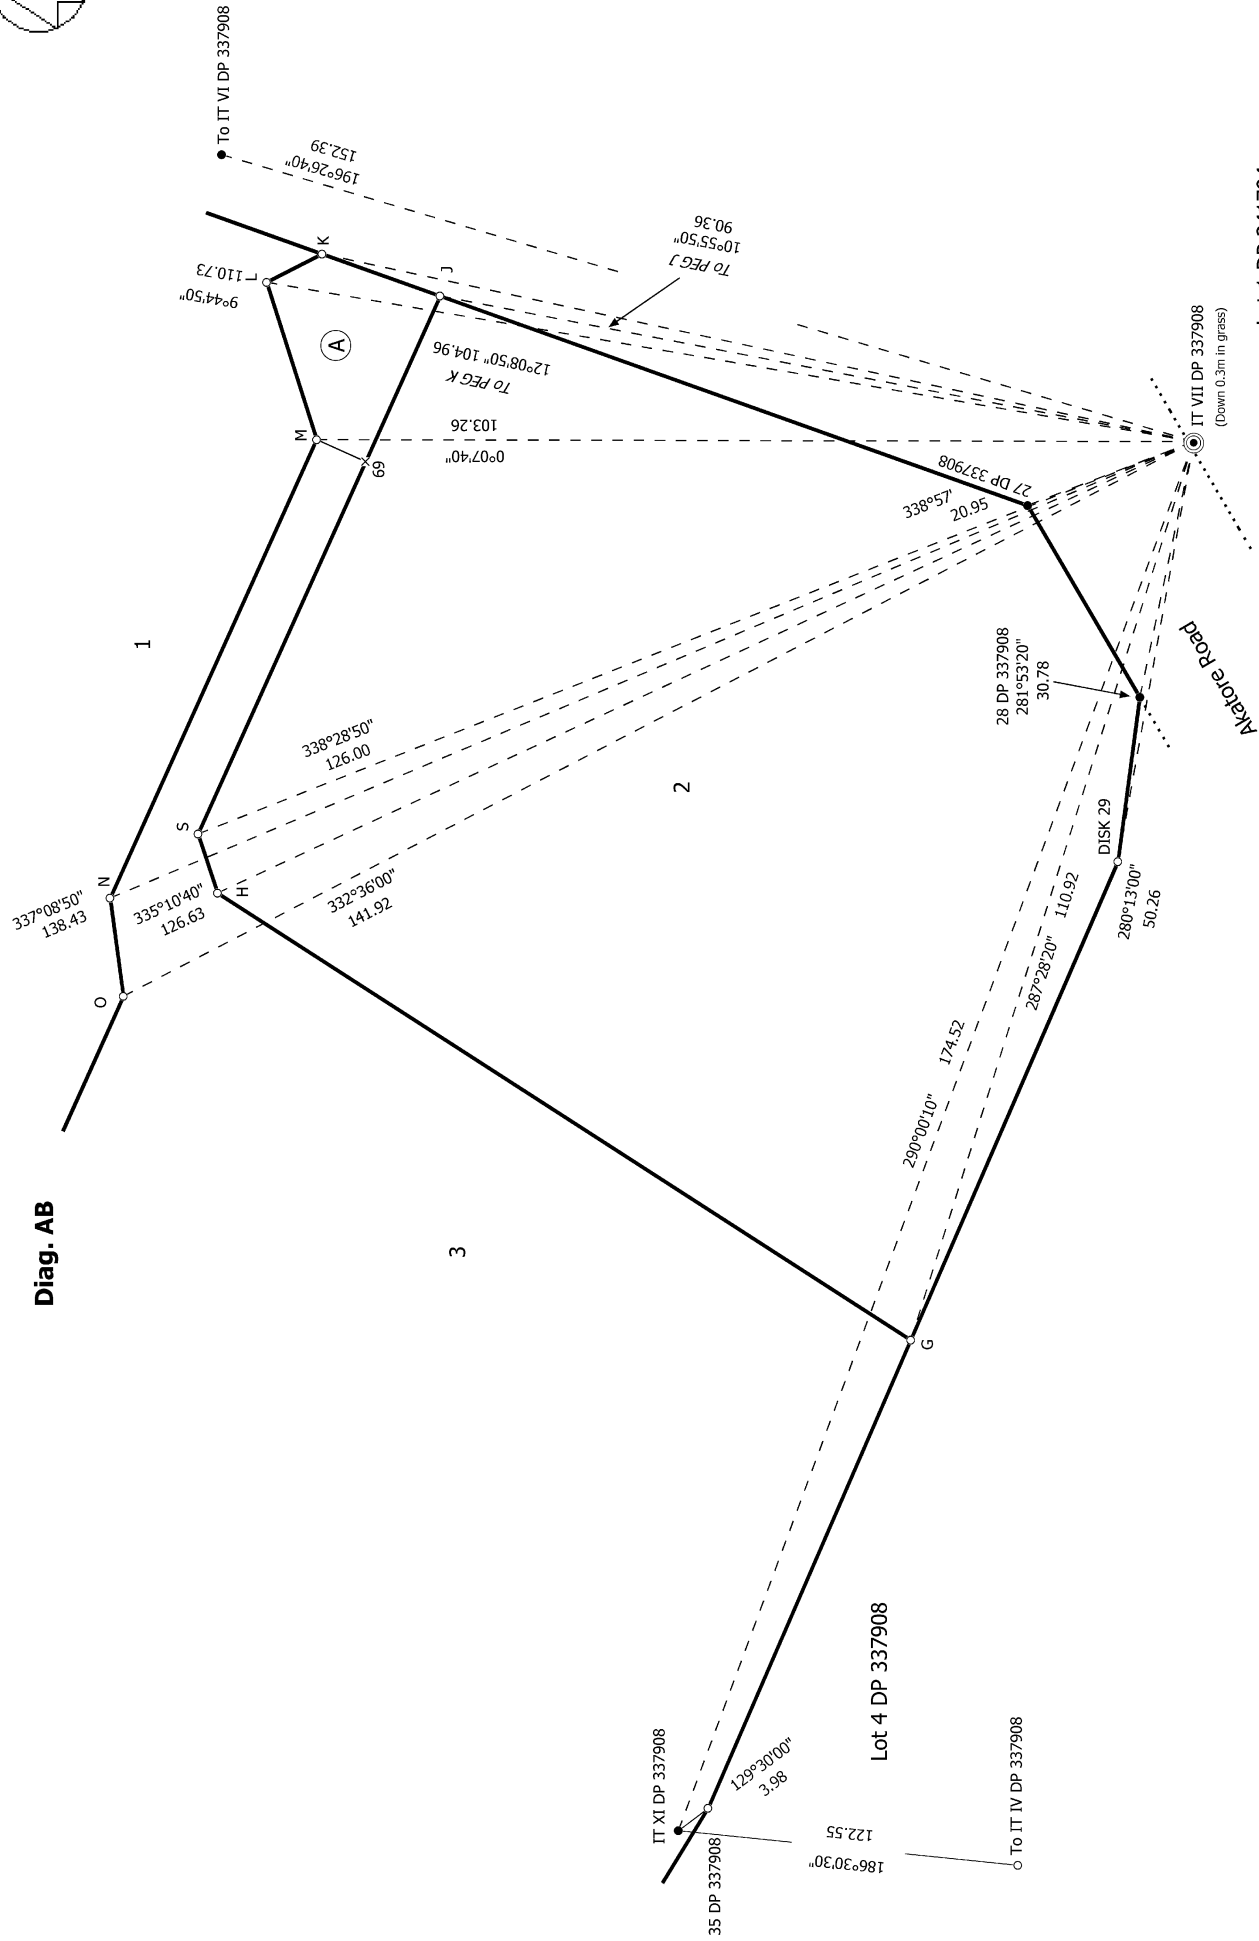 Diag. AB
To IT VI DP 337908
196°26'40"
152.39
To PEG J
10°55'50"
90.36
K
L
110.73
9°44'50"
J
A
12°08'50" 104.96
To PEG K
M
69
103.26
0°07'40"
27 DP 337908
338°57'
20.95
IT VII DP 337908
(Down 0.3m in grass)
Akatore Road
28 DP 337908
281°53'20"
30.78
1
2
3
338°28'50"
126.00
S
N
337°08'50"
138.43
335°10'40"
126.63
H
332°36'00"
141.92
O
DISK 29
280°13'00"
50.26
110.92
287°28'20"
174.52
290°00'10"
G
Lot 4 DP 337908
IT XI DP 337908
129°30'00"
3.98
35 DP 337908
122.55
186°30'30"
To IT IV DP 337908